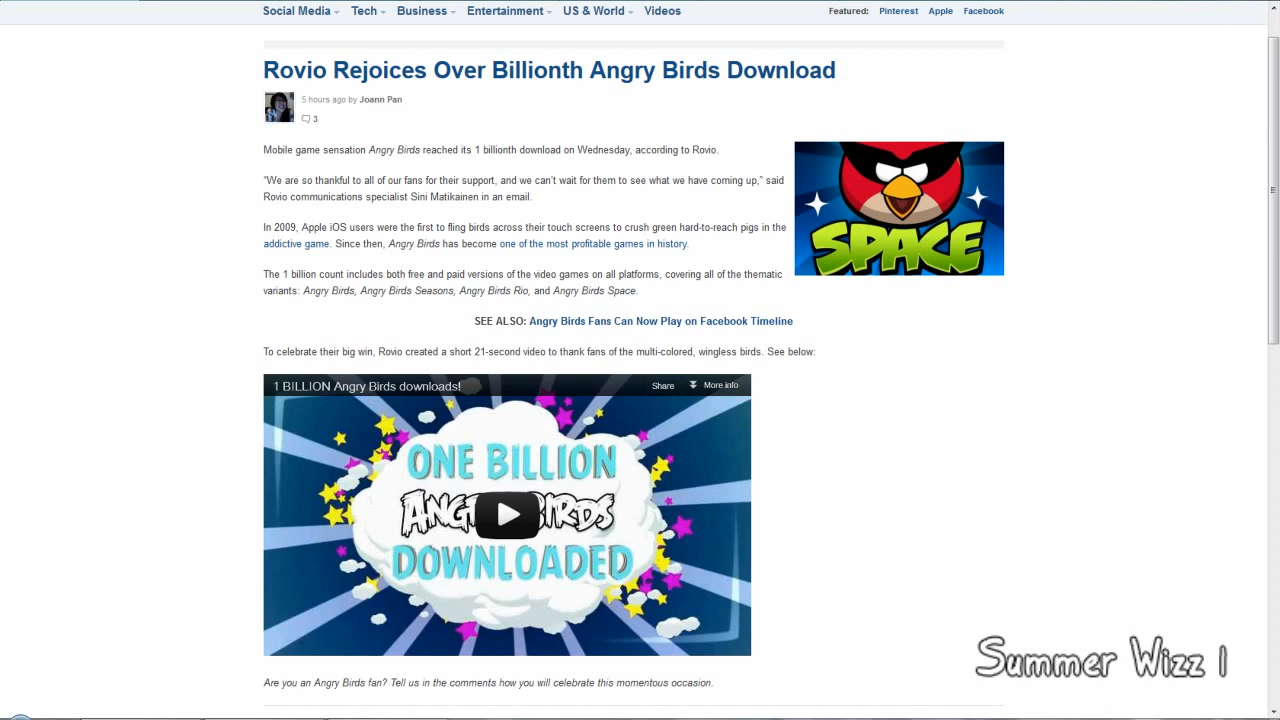 Social Media Tech Business Entertainment US & World Videos Featured: Pinterest Apple Facebook
Rovio Rejoices Over Billionth Angry Birds Download
5 hours ago by Joann Pan
3
Mobile game sensation Angry Birds reached its 1 billionth download on Wednesday, according to Rovio.
“We are so thankful to all of our fans for their support, and we can’t wait for them to see what we have coming up,” said
Rovio communications specialist Sini Matikainen in an email.
In 2009, Apple iOS users were the first to fling birds across their touch screens to crush green hard-to-reach pigs in the
addictive game. Since then, Angry Birds has become one of the most profitable games in history.
The 1 billion count includes both free and paid versions of the video games on all platforms, covering all of the thematic
variants: Angry Birds, Angry Birds Seasons, Angry Birds Rio, and Angry Birds Space.
SPACE
SEE ALSO: Angry Birds Fans Can Now Play on Facebook Timeline
To celebrate their big win, Rovio created a short 21-second video to thank fans of the multi-colored, wingless birds. See below:
1 BILLION Angry Birds downloads! Share More info
ONE BILLION
ANGRY BIRDS
DOWNLOADED
Are you an Angry Birds fan? Tell us in the comments how you will celebrate this momentous occasion.
Summer Wizz 1